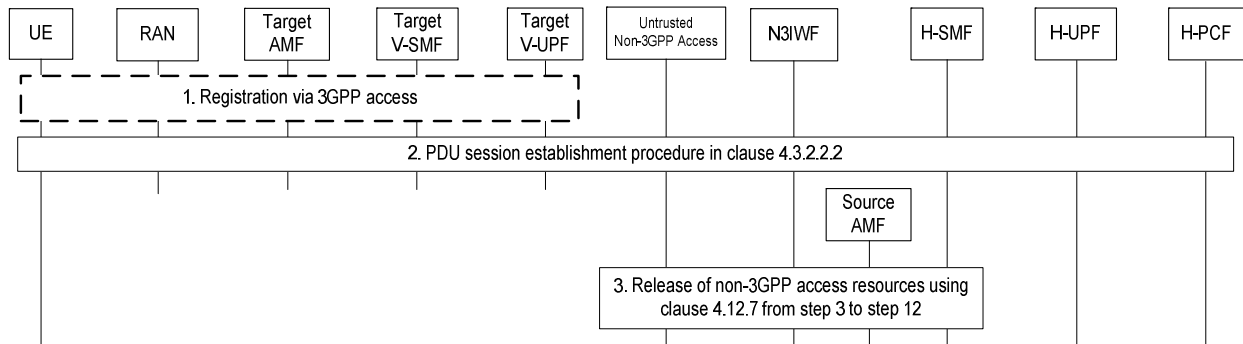 UE
RAN
Target
AMF
Target
V-SMF
Target
V-UPF
Untrusted
Non-3GPP Access
N3IWF
H-SMF
H-UPF
H-PCF
1. Registration via 3GPP access
2. PDU session establishment procedure in clause 4.3.2.2.2
Source
AMF
3. Release of non-3GPP access resources using
clause 4.12.7 from step 3 to step 12